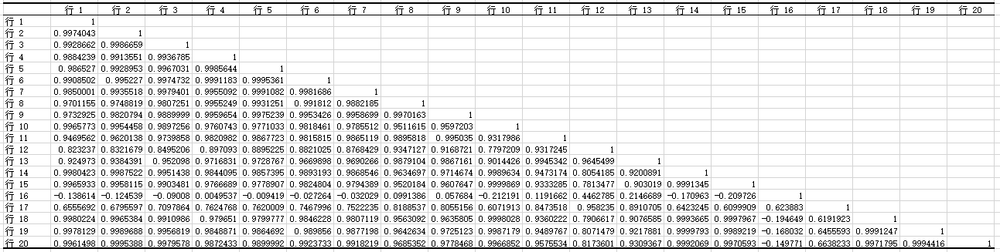 行 1 行 2 行 3 行 4 行 5 行 6 行 7 行 8 行 9 行 10 行 11 行 12 行 13 行 14 行 15 行 16 行 17 行 18 行 19 行 20
行 1 1
行 2 0.9974043 1
行 3 0.9928662 0.9986659 1
行 4 0.9884239 0.9913551 0.9936785 1
行 5 0.986527 0.9928953 0.9967031 0.9985644 1
行 6 0.9908502 0.995227 0.9974732 0.9991183 0.9995361 1
行 7 0.9850001 0.9935518 0.9979401 0.9955092 0.9991082 0.9981686 1
行 8 0.9701155 0.9748819 0.9807251 0.9955249 0.9931251 0.991812 0.9882185 1
行 9 0.9732925 0.9820794 0.9889999 0.9959654 0.9975239 0.9953426 0.9958699 0.9970163 1
行 10 0.9965773 0.9954458 0.9897256 0.9760743 0.9771033 0.9818461 0.9785512 0.9511615 0.9597203 1
行 11 0.9469562 0.9620138 0.9739858 0.9820982 0.9867723 0.9815815 0.9865119 0.9895818 0.995035 0.9317986 1
行 12 0.823237 0.8321679 0.8495206 0.897093 0.8895225 0.8821025 0.8768429 0.9347127 0.9168721 0.7797209 0.9317245 1
行 13 0.924973 0.9384391 0.952098 0.9716831 0.9728767 0.9669898 0.9690266 0.9879104 0.9867161 0.9014426 0.9945342 0.9645499 1
行 14 0.9980423 0.9987522 0.9951438 0.9844095 0.9857395 0.9893193 0.9868546 0.9634697 0.9714674 0.9989634 0.9473174 0.8054185 0.9200891 1
行 15 0.9965933 0.9958115 0.9903481 0.9766689 0.9778907 0.9824804 0.9794389 0.9520184 0.9607647 0.9999869 0.9333285 0.7813477 0.903019 0.9991345 1
行 16 -0.138614 -0.124539 -0.09008 0.0049537 -0.009419 -0.027264 -0.032029 0.0991386 0.057684 -0.212191 0.1191662 0.4462785 0.2146689 -0.170963 -0.209726 1
行 17 0.6555692 0.6795597 0.7097864 0.7624768 0.7620009 0.7467996 0.7522235 0.8188537 0.8055156 0.6071913 0.8473518 0.958235 0.8910705 0.6423245 0.6099909 0.623883 1
行 18 0.9980224 0.9965384 0.9910986 0.979651 0.9799777 0.9846228 0.9807119 0.9563092 0.9635805 0.9998028 0.9360222 0.7906617 0.9076585 0.9993665 0.9997967 -0.194649 0.6191923 1
行 19 0.9978129 0.9989688 0.9956819 0.9848871 0.9864692 0.989856 0.9877198 0.9642634 0.9725123 0.9987179 0.9489767 0.8071479 0.9217881 0.9999793 0.9989219 -0.168032 0.6455593 0.9991247 1
行 20 0.9961498 0.9995388 0.9979578 0.9872433 0.9899992 0.9923733 0.9918219 0.9685352 0.9778468 0.9966852 0.9575534 0.8173601 0.9309367 0.9992069 0.9970593 -0.149771 0.6638233 0.9971795 0.9994416 1